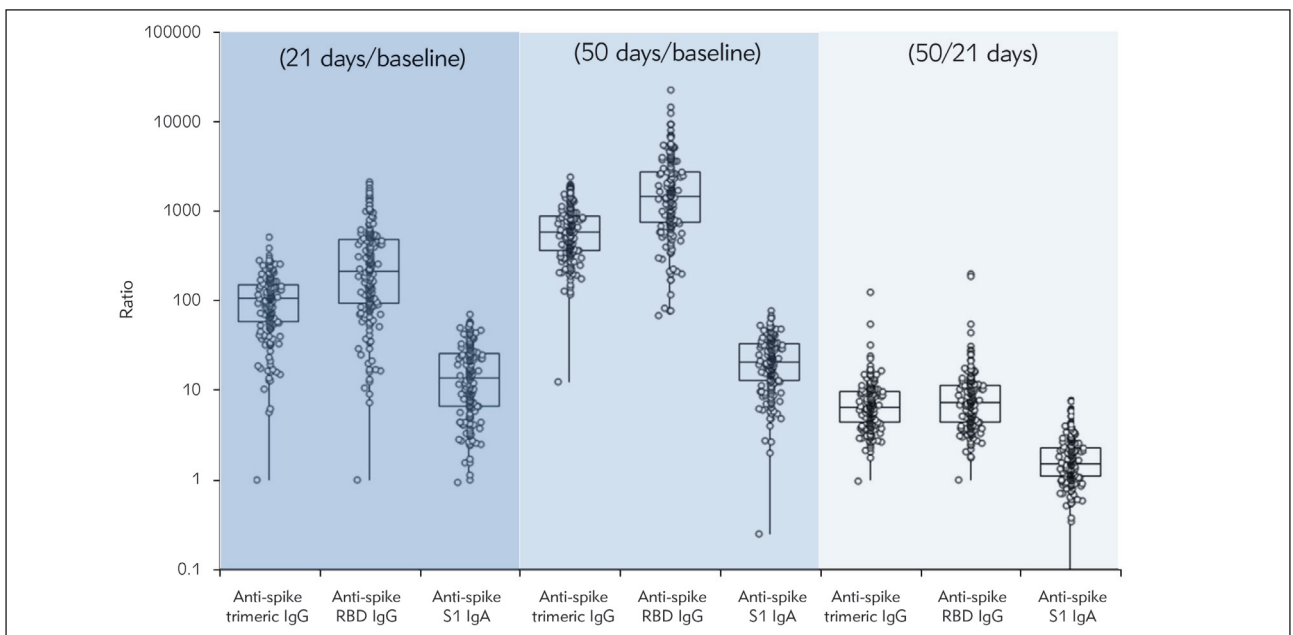 100000
10000
1000
100
10
1
0.1
Ratio
(21 days/baseline)
(50 days/baseline)
(50/21 days)
Anti-spike
trimeric IgG
Anti-spike
RBD IgG
Anti-spike
S1 IgA
Anti-spike
trimeric IgG
Anti-spike
RBD IgG
Anti-spike
S1 IgA
Anti-spike
trimeric IgG
Anti-spike
RBD IgG
Anti-spike
S1 IgA